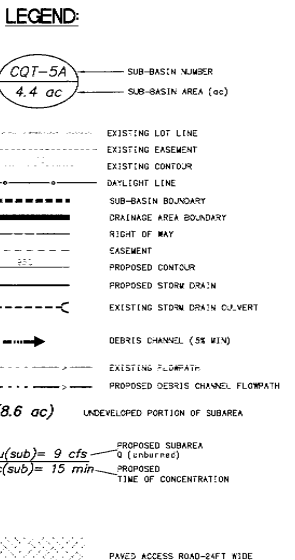 LEGEND:
CQT-5A
SUB-BASIN NUMBER
4.4 ac
SUB-BASIN AREA (ac)
EXISTING LOT LINE
EXISTING EASEMENT
EXISTING CONTOUR
DAYLIGHT LINE
SUB-BASIN BOUNDARY
DRAINAGE AREA BOUNDARY
RIGHT OF WAY
EASEMENT
PROPOSED CONTOUR
PROPOSED STORM DRAIN
EXISTING STORM DRAIN CULVERT
DEBRIS CHANNEL (5% MIN)
EXISTING FLOWPATH
PROPOSED DEBRIS CHANNEL FLOWPATH
(8.6 ac)
UNDEVELOPED PORTION OF SUBAREA
u(sub)= 9 cfs
PROPOSED SUBAREA
Q (unburned)
c(sub)= 15 min
PROPOSED
TIME OF CONCENTRATION
PAVED ACCESS ROAD-24FT WIDE